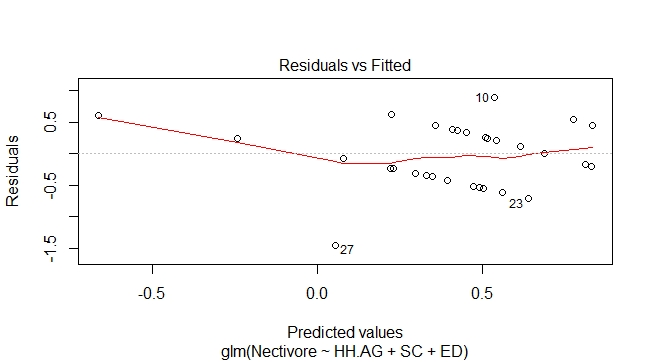 Residuals vs Fitted
Residuals
0.5
-0.5
-1.5
10
23
27
-0.5
0.0
0.5
Predicted values
glm(Nectivore ~ HH.AG + SC + ED)